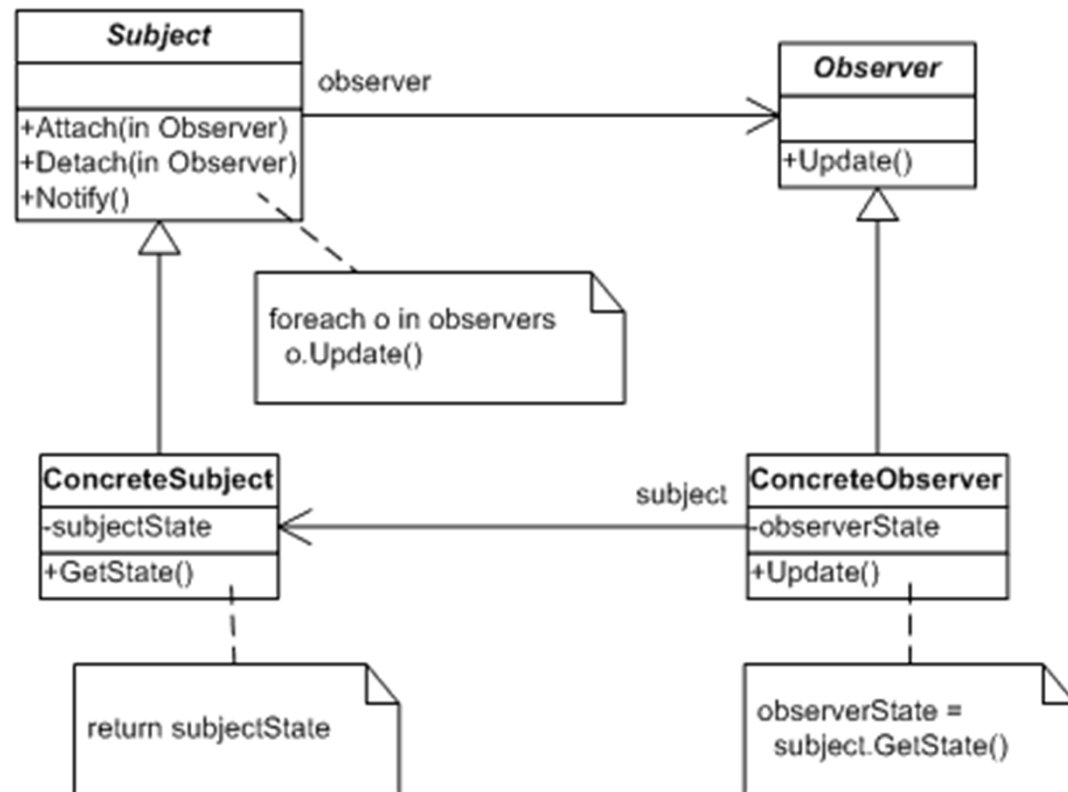 Subject
+Attach(in Observer)
+Detach(in Observer)
+Notify()
observer
Observer
+Update()
foreach o in observers
o.Update()
ConcreteSubject
-subjectState
+GetState()
subject
ConcreteObserver
-observerState
+Update()
return subjectState
observerState =
subject.GetState()